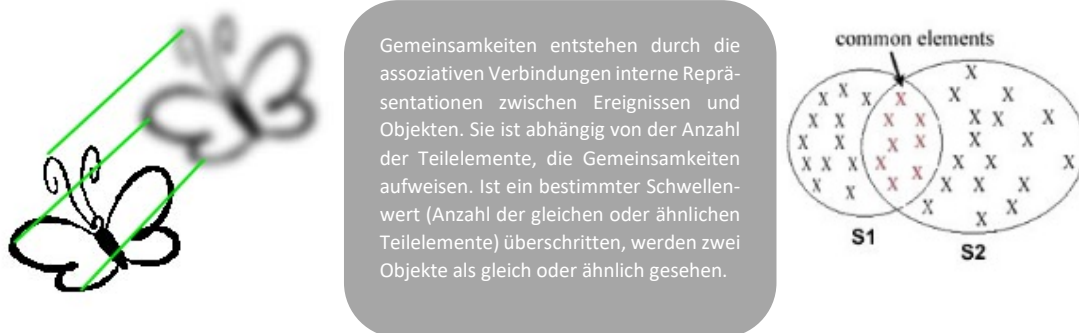 Gemeinsamkeiten entstehen durch die
assoziativen Verbindungen interne Reprä-
sentationen zwischen Ereignissen und
Objekten. Sie ist abhängig von der Anzahl
der Teilelemente, die Gemeinsamkeiten
aufweisen. Ist ein bestimmter Schwellen-
wert (Anzahl der gleichen oder ähnlichen
Teilelemente) überschritten, werden zwei
Objekte als gleich oder ähnlich gesehen.
common elements
S1
S2